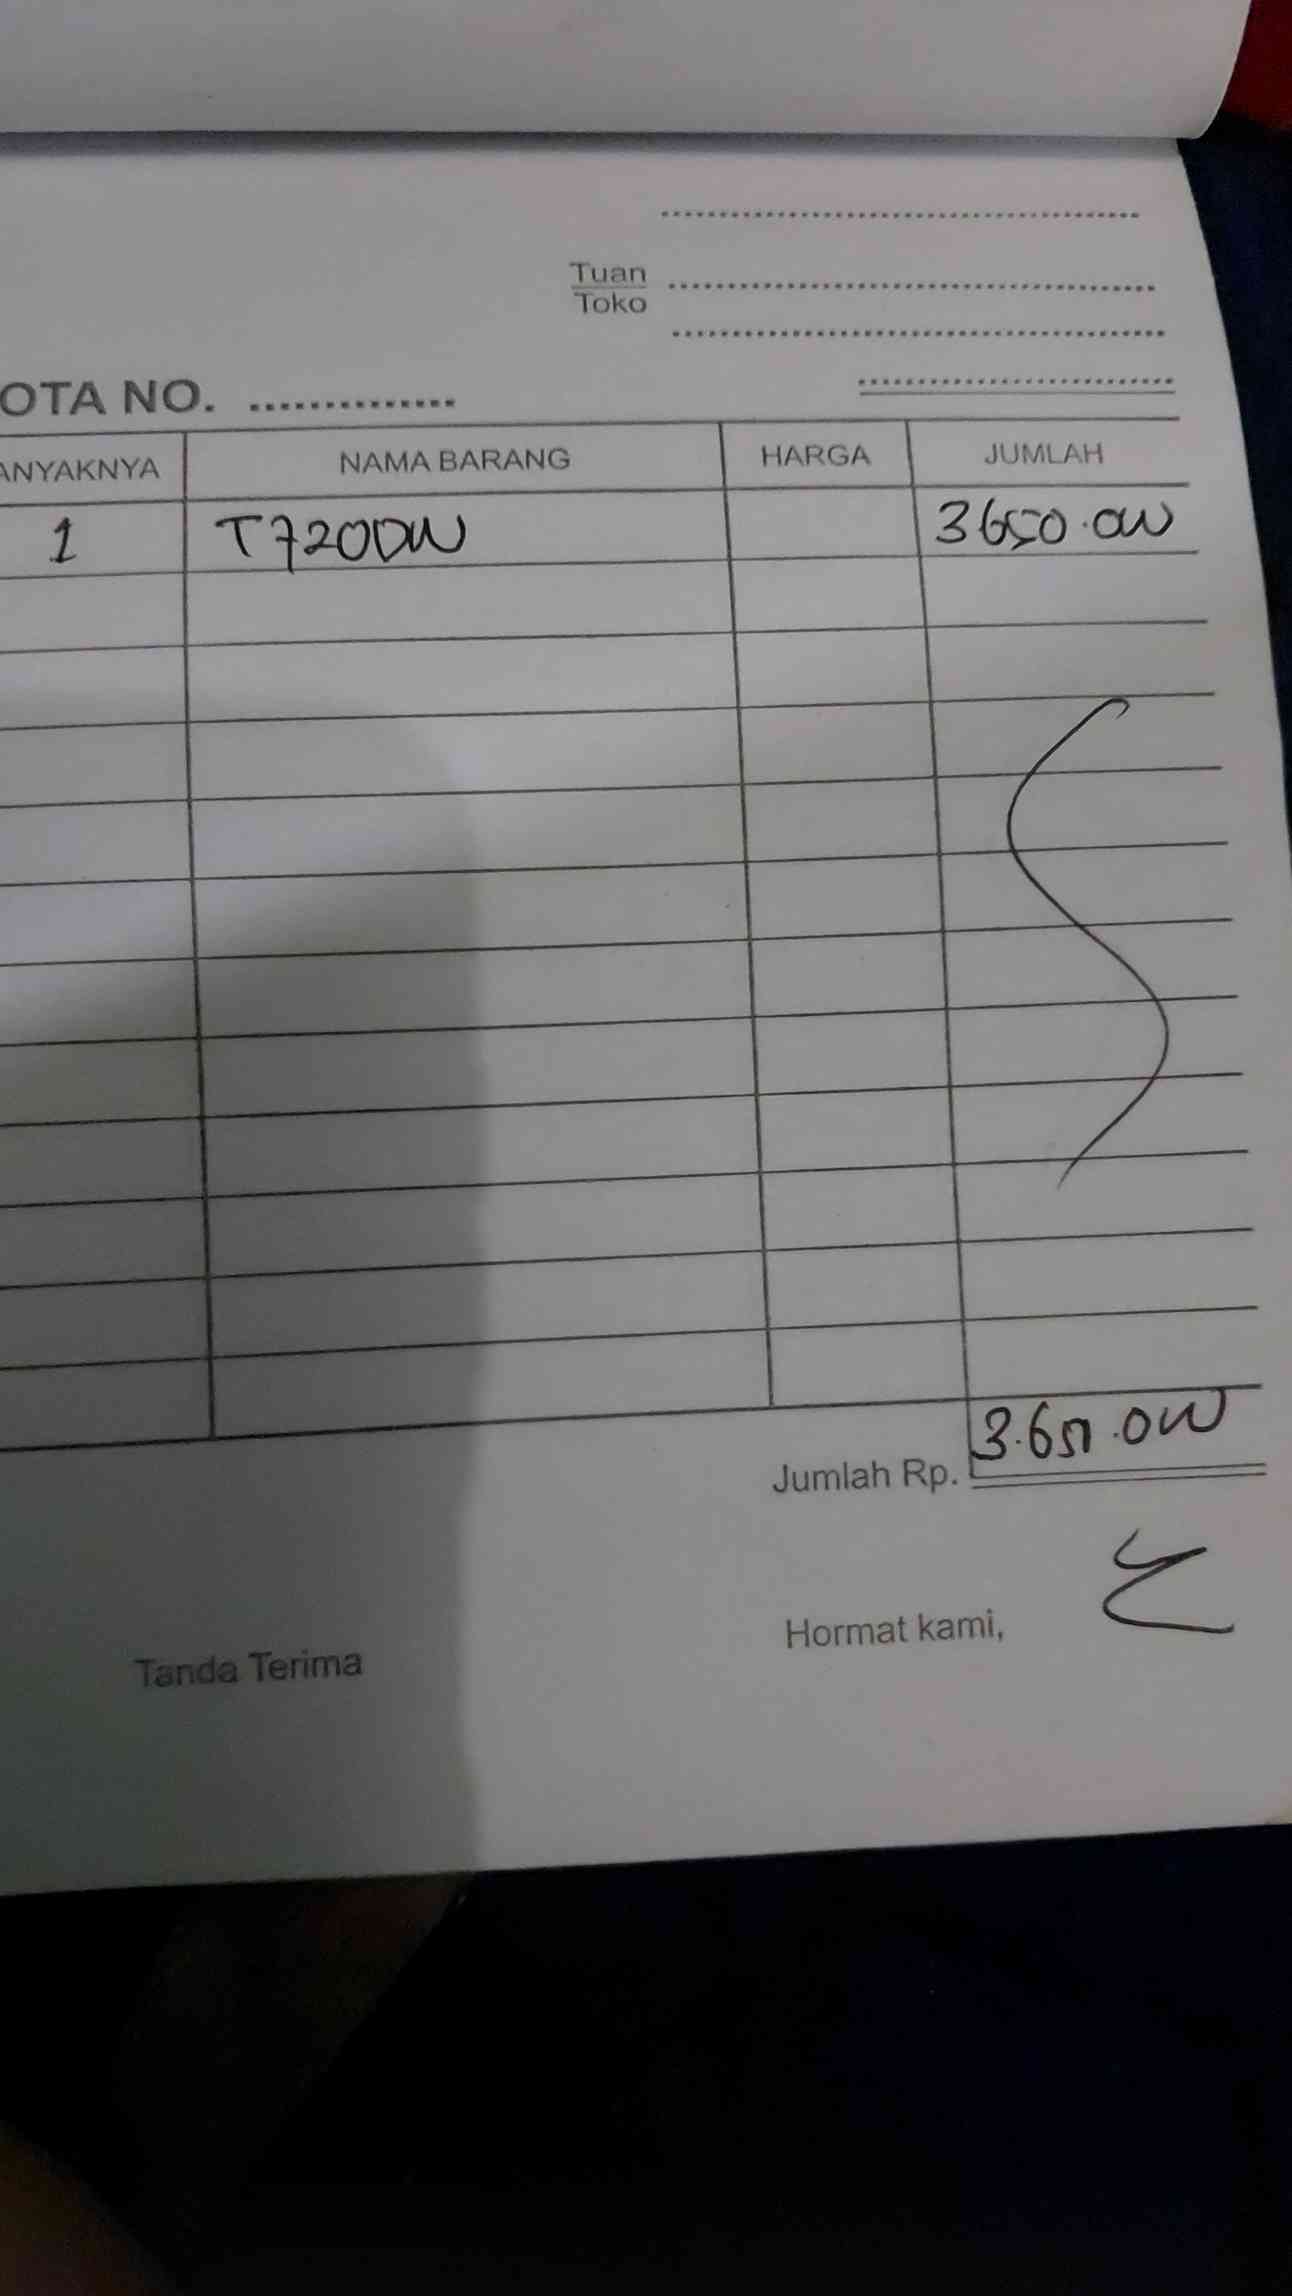 Tuan
Toko
OTA NO. ..............
ANYAKNYA NAMA BARANG HARGA JUMLAH
1 T720DW 3650.000
Jumlah Rp. 3.650.000
Tanda Terima Hormat kami,